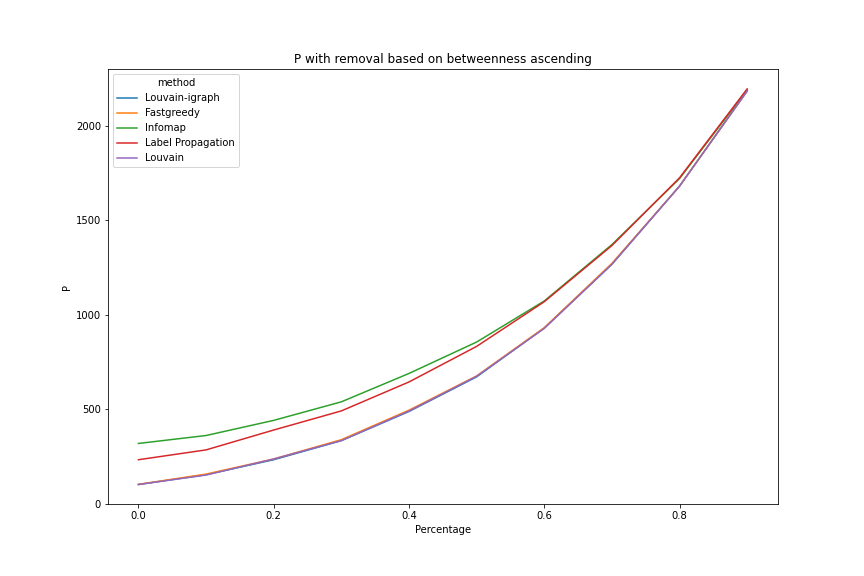 P with removal based on betweenness ascending
method
Louvain-igraph
Fastgreedy
Infomap
Label Propagation
Louvain
P
2000
1500
1000
500
0
0.0 0.2 0.4 0.6 0.8
Percentage